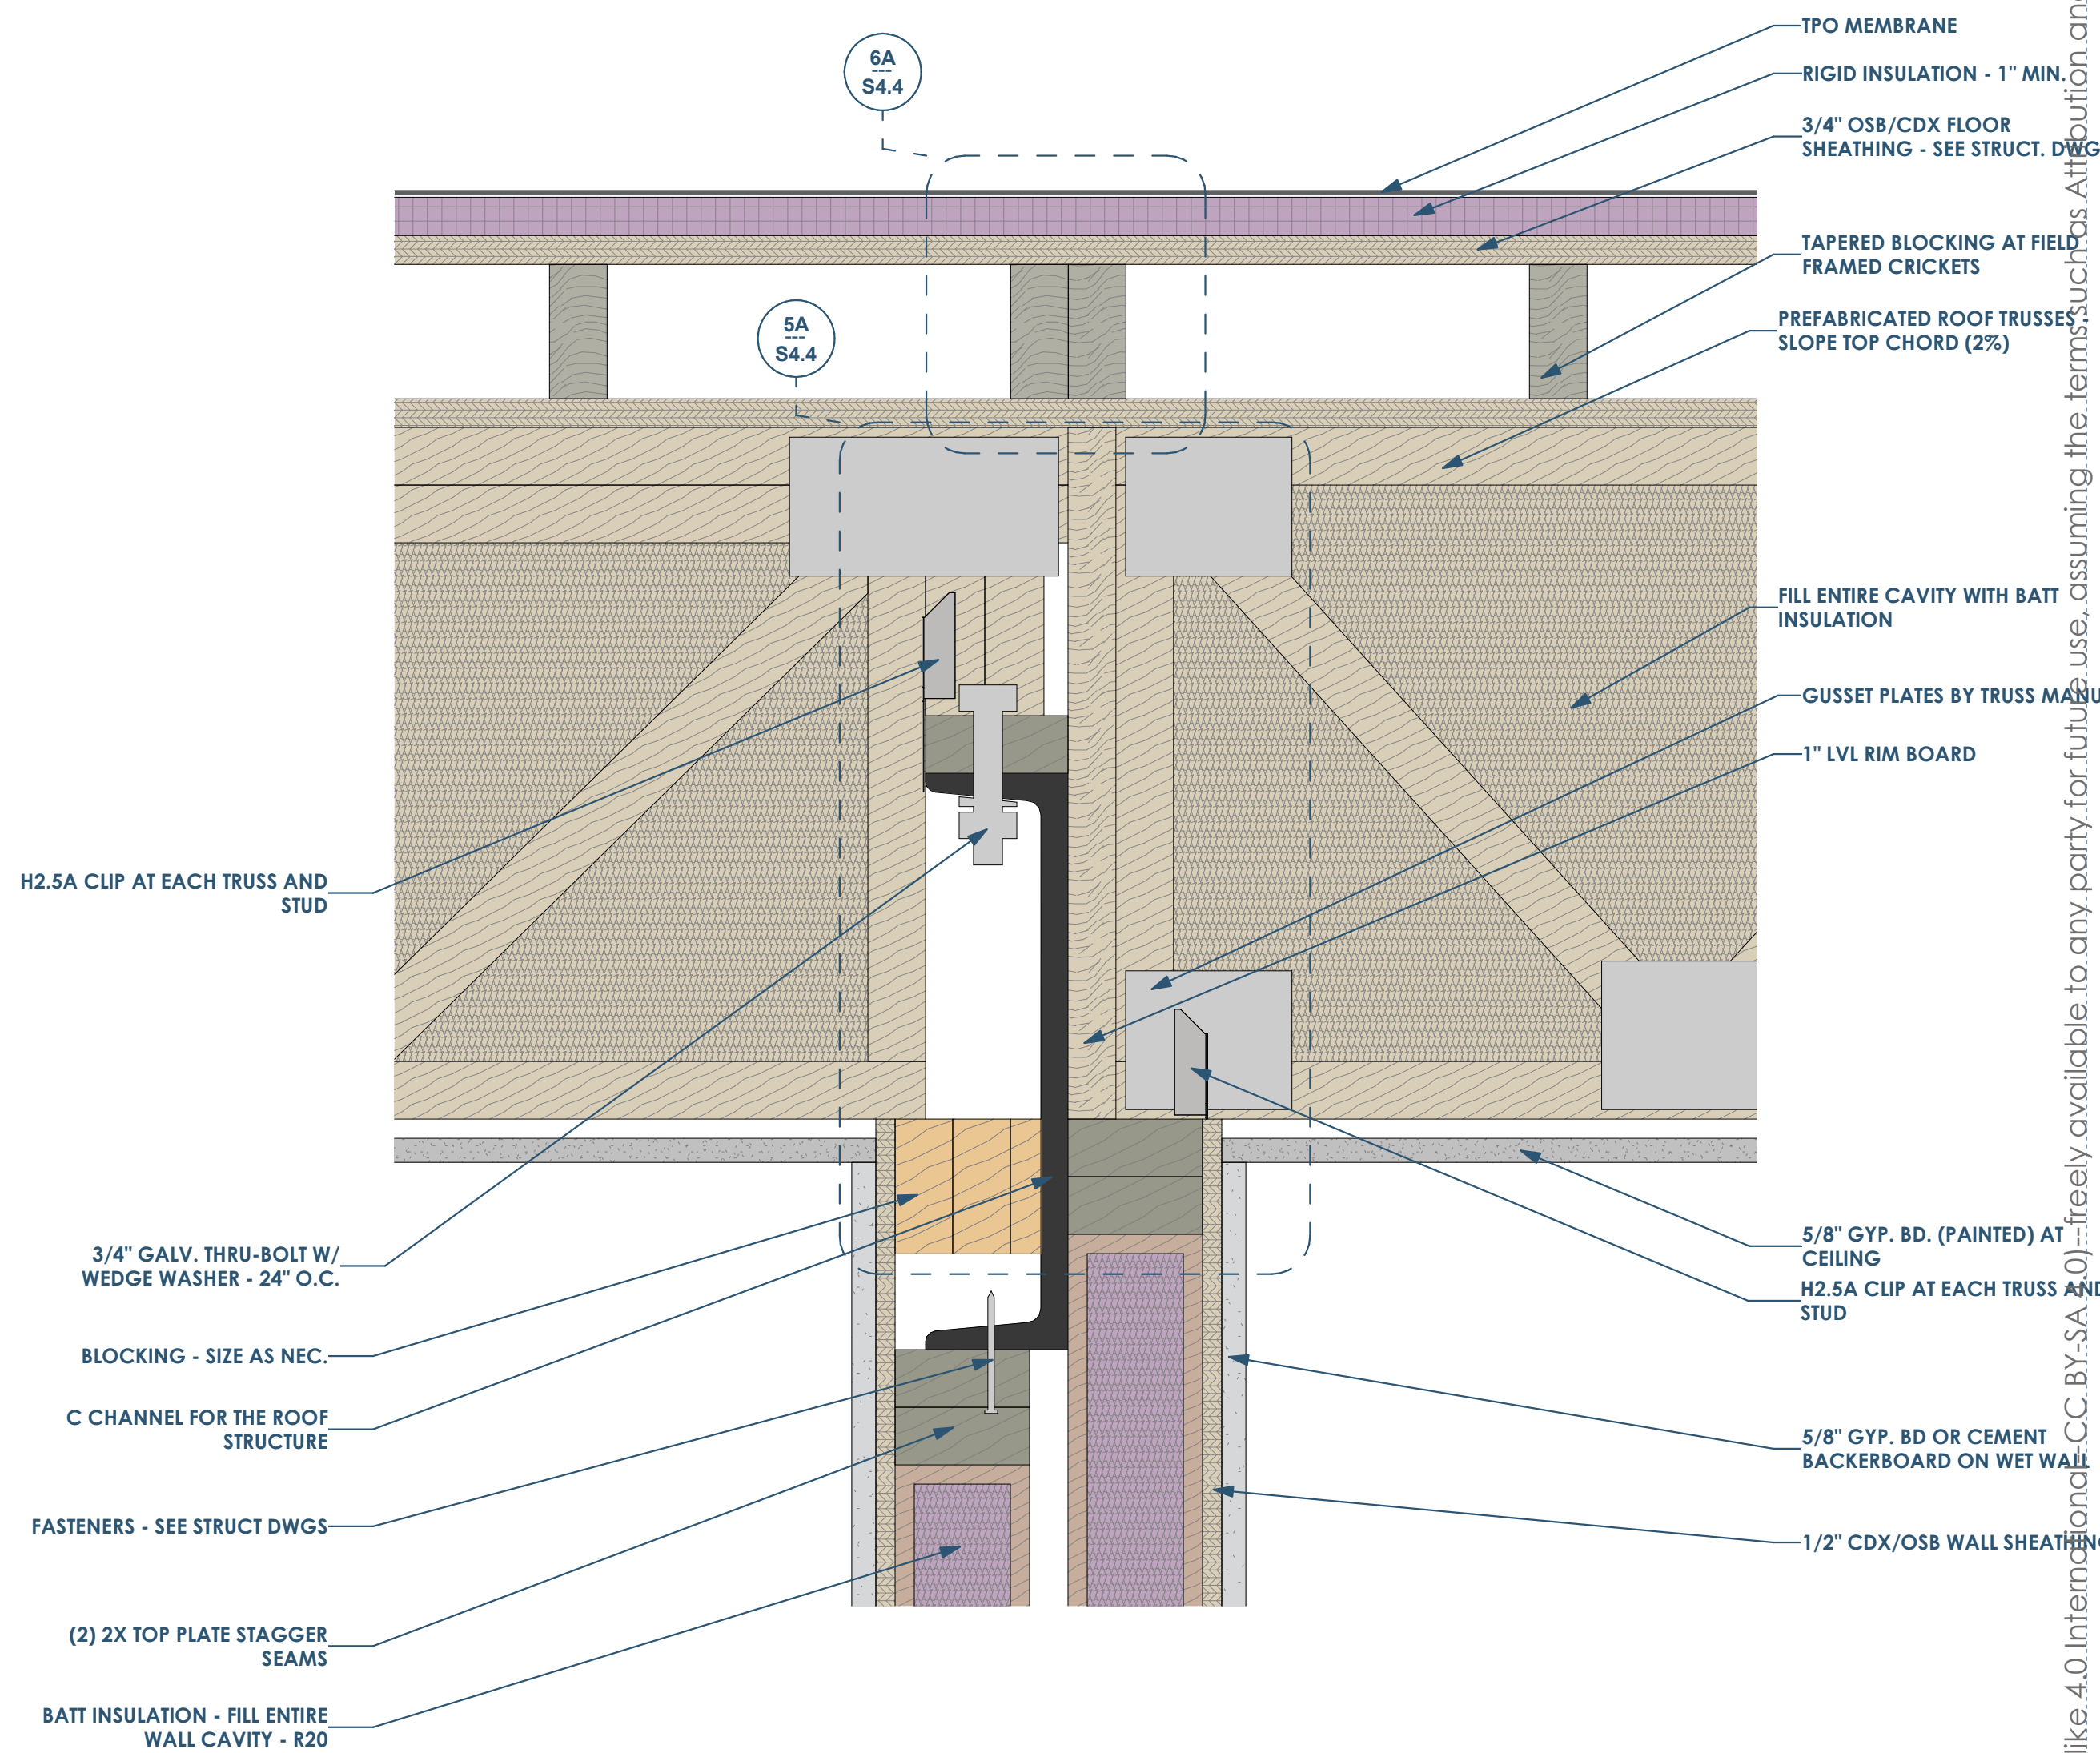 6A
---
S4.4
5A
---
S4.4
TPO MEMBRANE
RIGID INSULATION - 1" MIN.
3/4" OSB/CDX FLOOR
SHEATHING - SEE STRUCT. DWG
TAPERED BLOCKING AT FIELD
FRAMED CRICKETS
PREFABRICATED ROOF TRUSSES -
SLOPE TOP CHORD (2%)
FILL ENTIRE CAVITY WITH BATT
INSULATION
GUSSET PLATES BY TRUSS MANU
1" LVL RIM BOARD
5/8" GYP. BD. (PAINTED) AT
CEILING
H2.5A CLIP AT EACH TRUSS AND
STUD
5/8" GYP. BD OR CEMENT
BACKERBOARD ON WET WALL
1/2" CDX/OSB WALL SHEATHING
H2.5A CLIP AT EACH TRUSS AND
STUD
3/4" GALV. THRU-BOLT W/
WEDGE WASHER - 24" O.C.
BLOCKING - SIZE AS NEC.
C CHANNEL FOR THE ROOF
STRUCTURE
FASTENERS - SEE STRUCT DWGS
(2) 2X TOP PLATE STAGGER
SEAMS
BATT INSULATION - FILL ENTIRE
WALL CAVITY - R20
like 4.0 International--CC BY-SA 4.0)--freely available to any party for future use, assuming the terms such as Attribution and